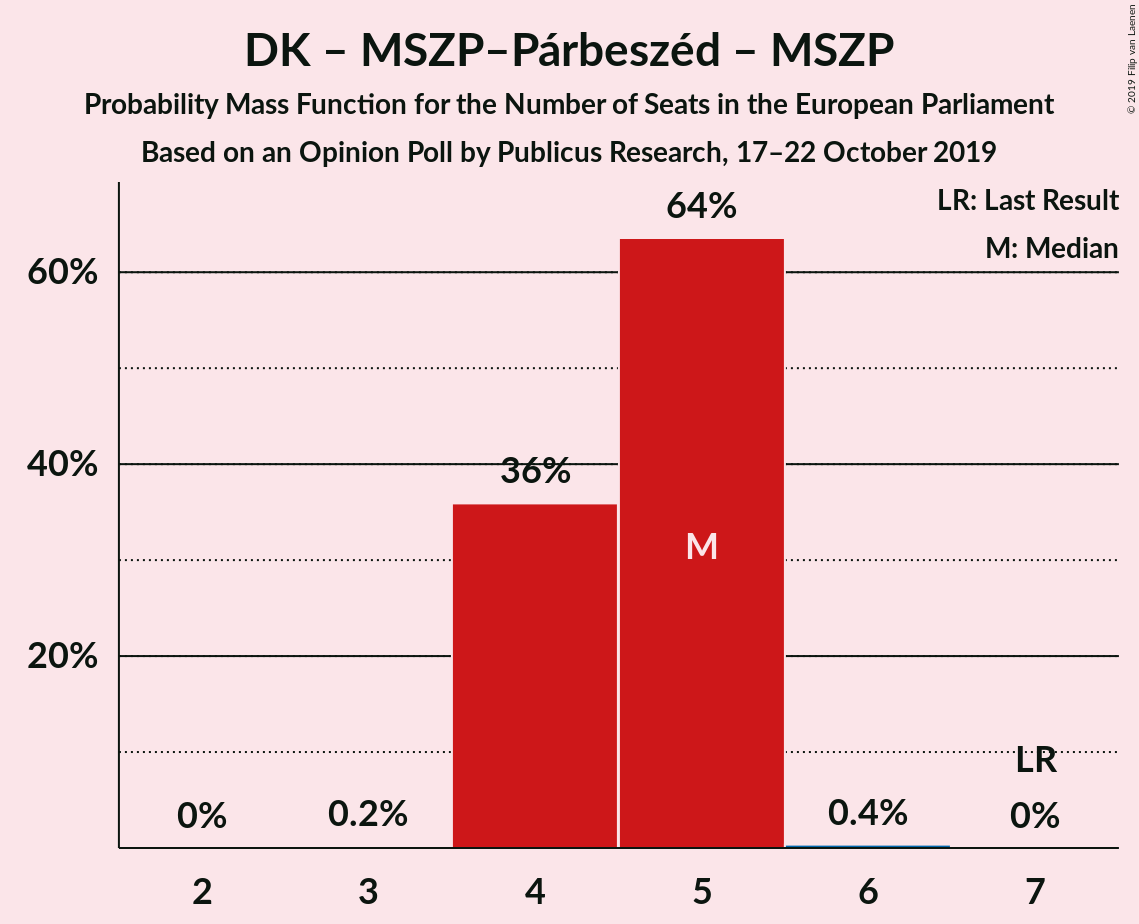 DK – MSZP–Párbeszéd – MSZP
Probability Mass Function for the Number of Seats in the European Parliament
Based on an Opinion Poll by Publicus Research, 17–22 October 2019
© 2019 Filip van Laenen
LR: Last Result
M: Median
64%
60%
40%
36%
M
20%
LR
0%
0.2%
0.4%
0%
2
3
4
5
6
7